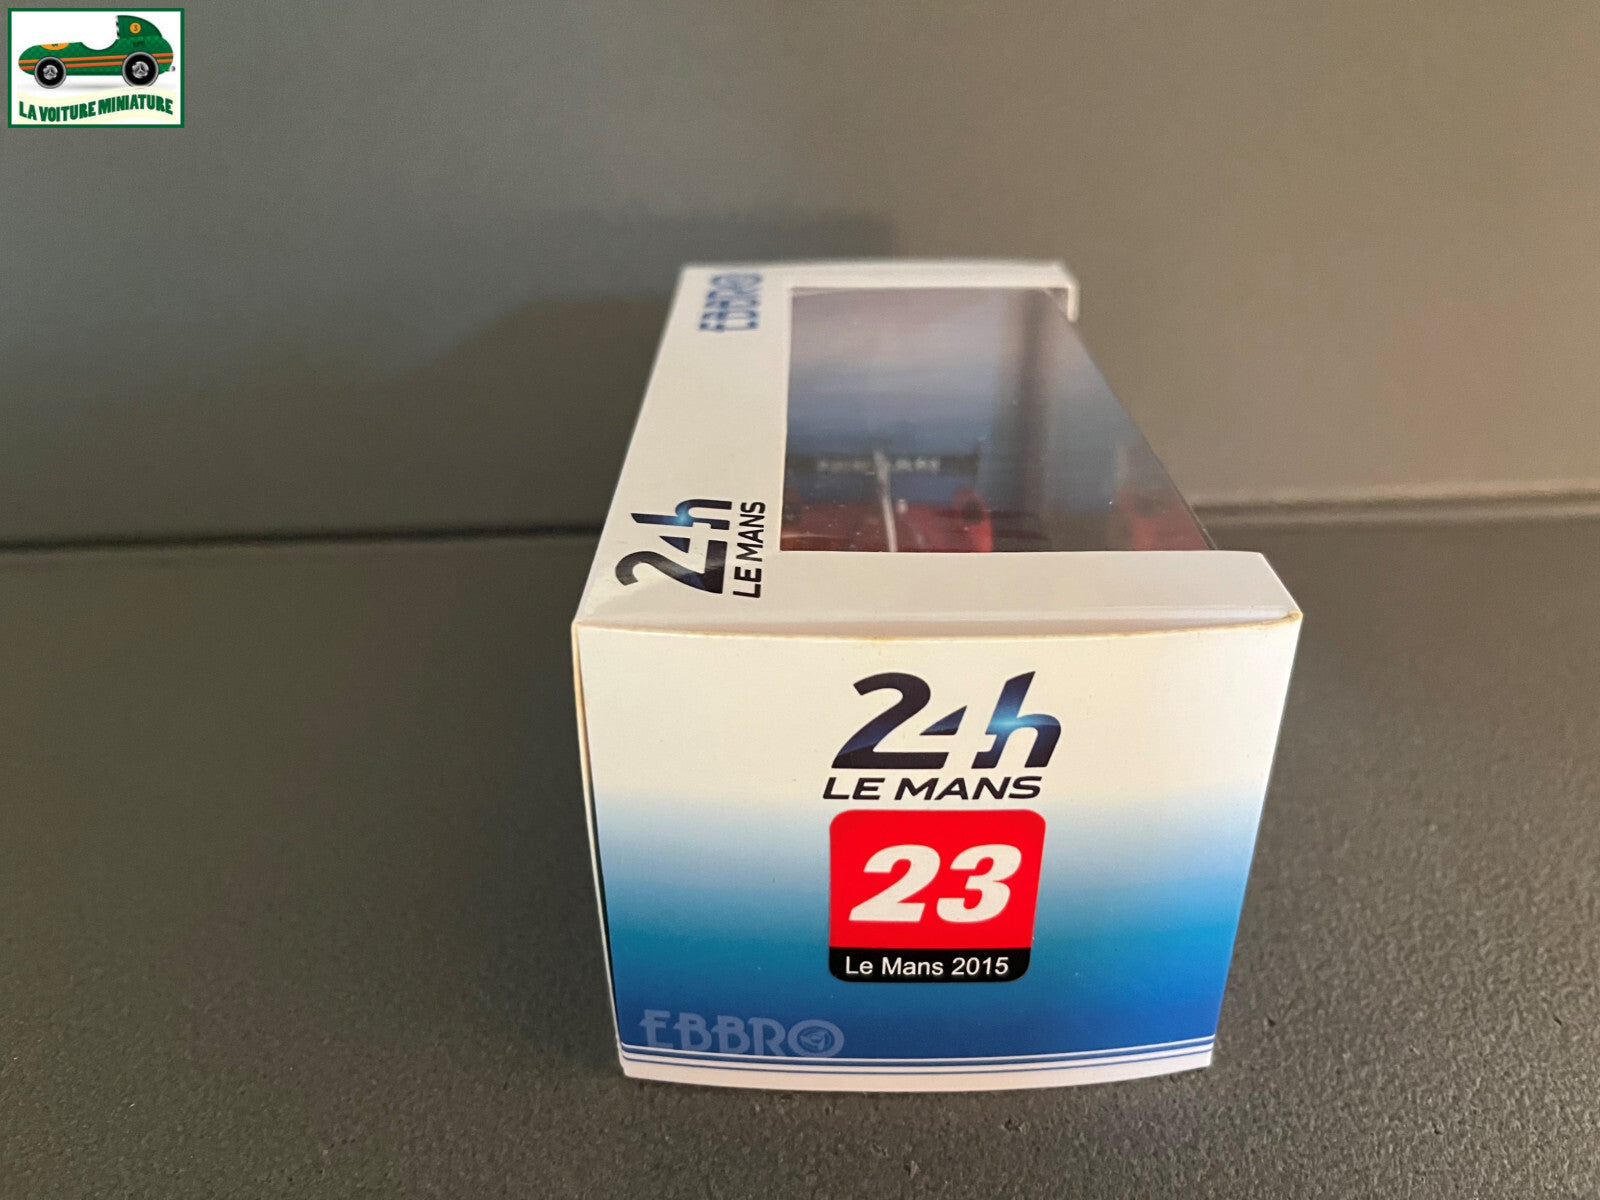 LA VOITURE MINIATURE
EBBRO
24h
LE MANS
24h
LE MANS
23
Le Mans 2015
EBBRO